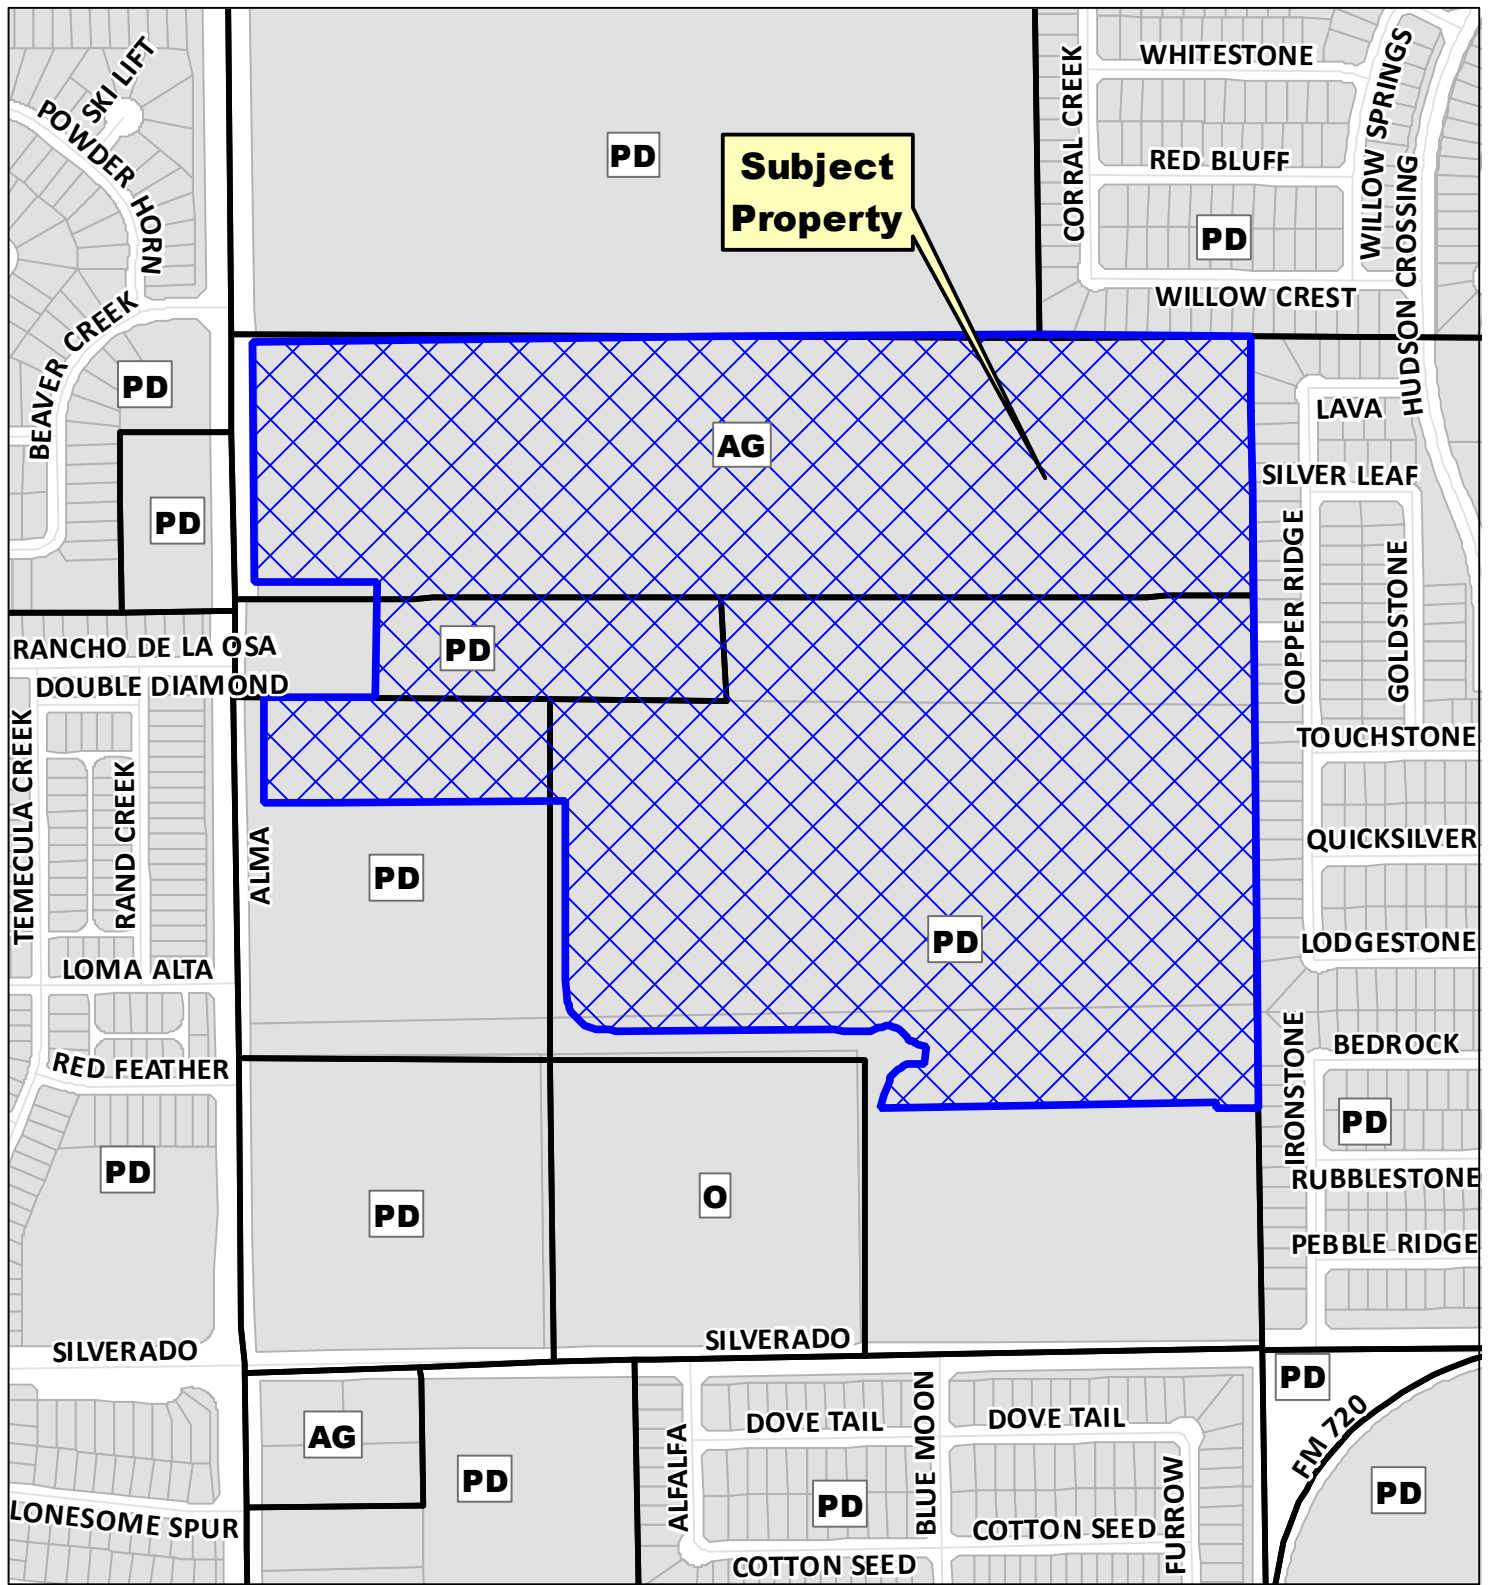 SKI LIFT
POWDER HORN
BEAVER CREEK
PD
PD
PD
Subject
Property
CORRAL CREEK
WHITESTONE
RED BLUFF
PD
WILLOW SPRINGS
HUDSON CROSSING
WILLOW CREST
AG
LAVA
SILVER LEAF
COPPER RIDGE
GOLDSTONE
RANCHO DE LA OSA
DOUBLE DIAMOND
PD
TOUCHSTONE
TEMECULA CREEK
RAND CREEK
ALMA
PD
QUICKSILVER
PD
LODGESTONE
LOMA ALTA
RED FEATHER
IRONSTONE
BEDROCK
PD
PD
PD
O
RUBBLESTONE
PEBBLE RIDGE
SILVERADO
SILVERADO
PD
AG
PD
ALFALFA
DOVE TAIL
BLUE MOON
DOVE TAIL
FM 720
PD
PD
FURROW
LONESOME SPUR
COTTON SEED
COTTON SEED